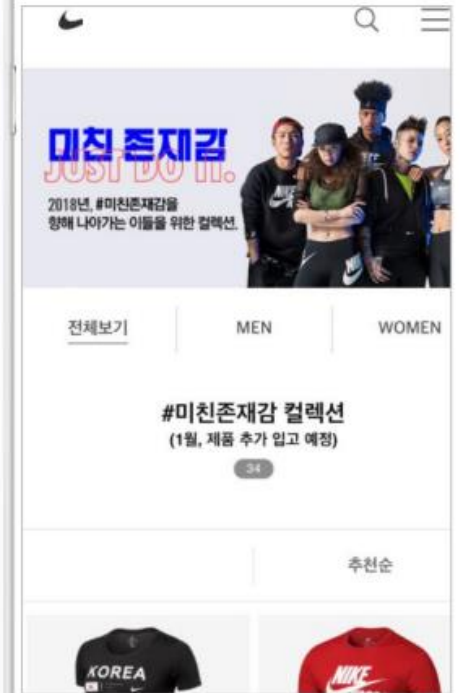 미친 존재감
JUST DO IT.
2018년, #미친존재감을
향해 나아가는 이들을 위한 컬렉션.
NIKE
전체보기 MEN WOMEN
#미친존재감 컬렉션
(1월, 제품 추가 입고 예정)
34
추천순
KOREA NIKE